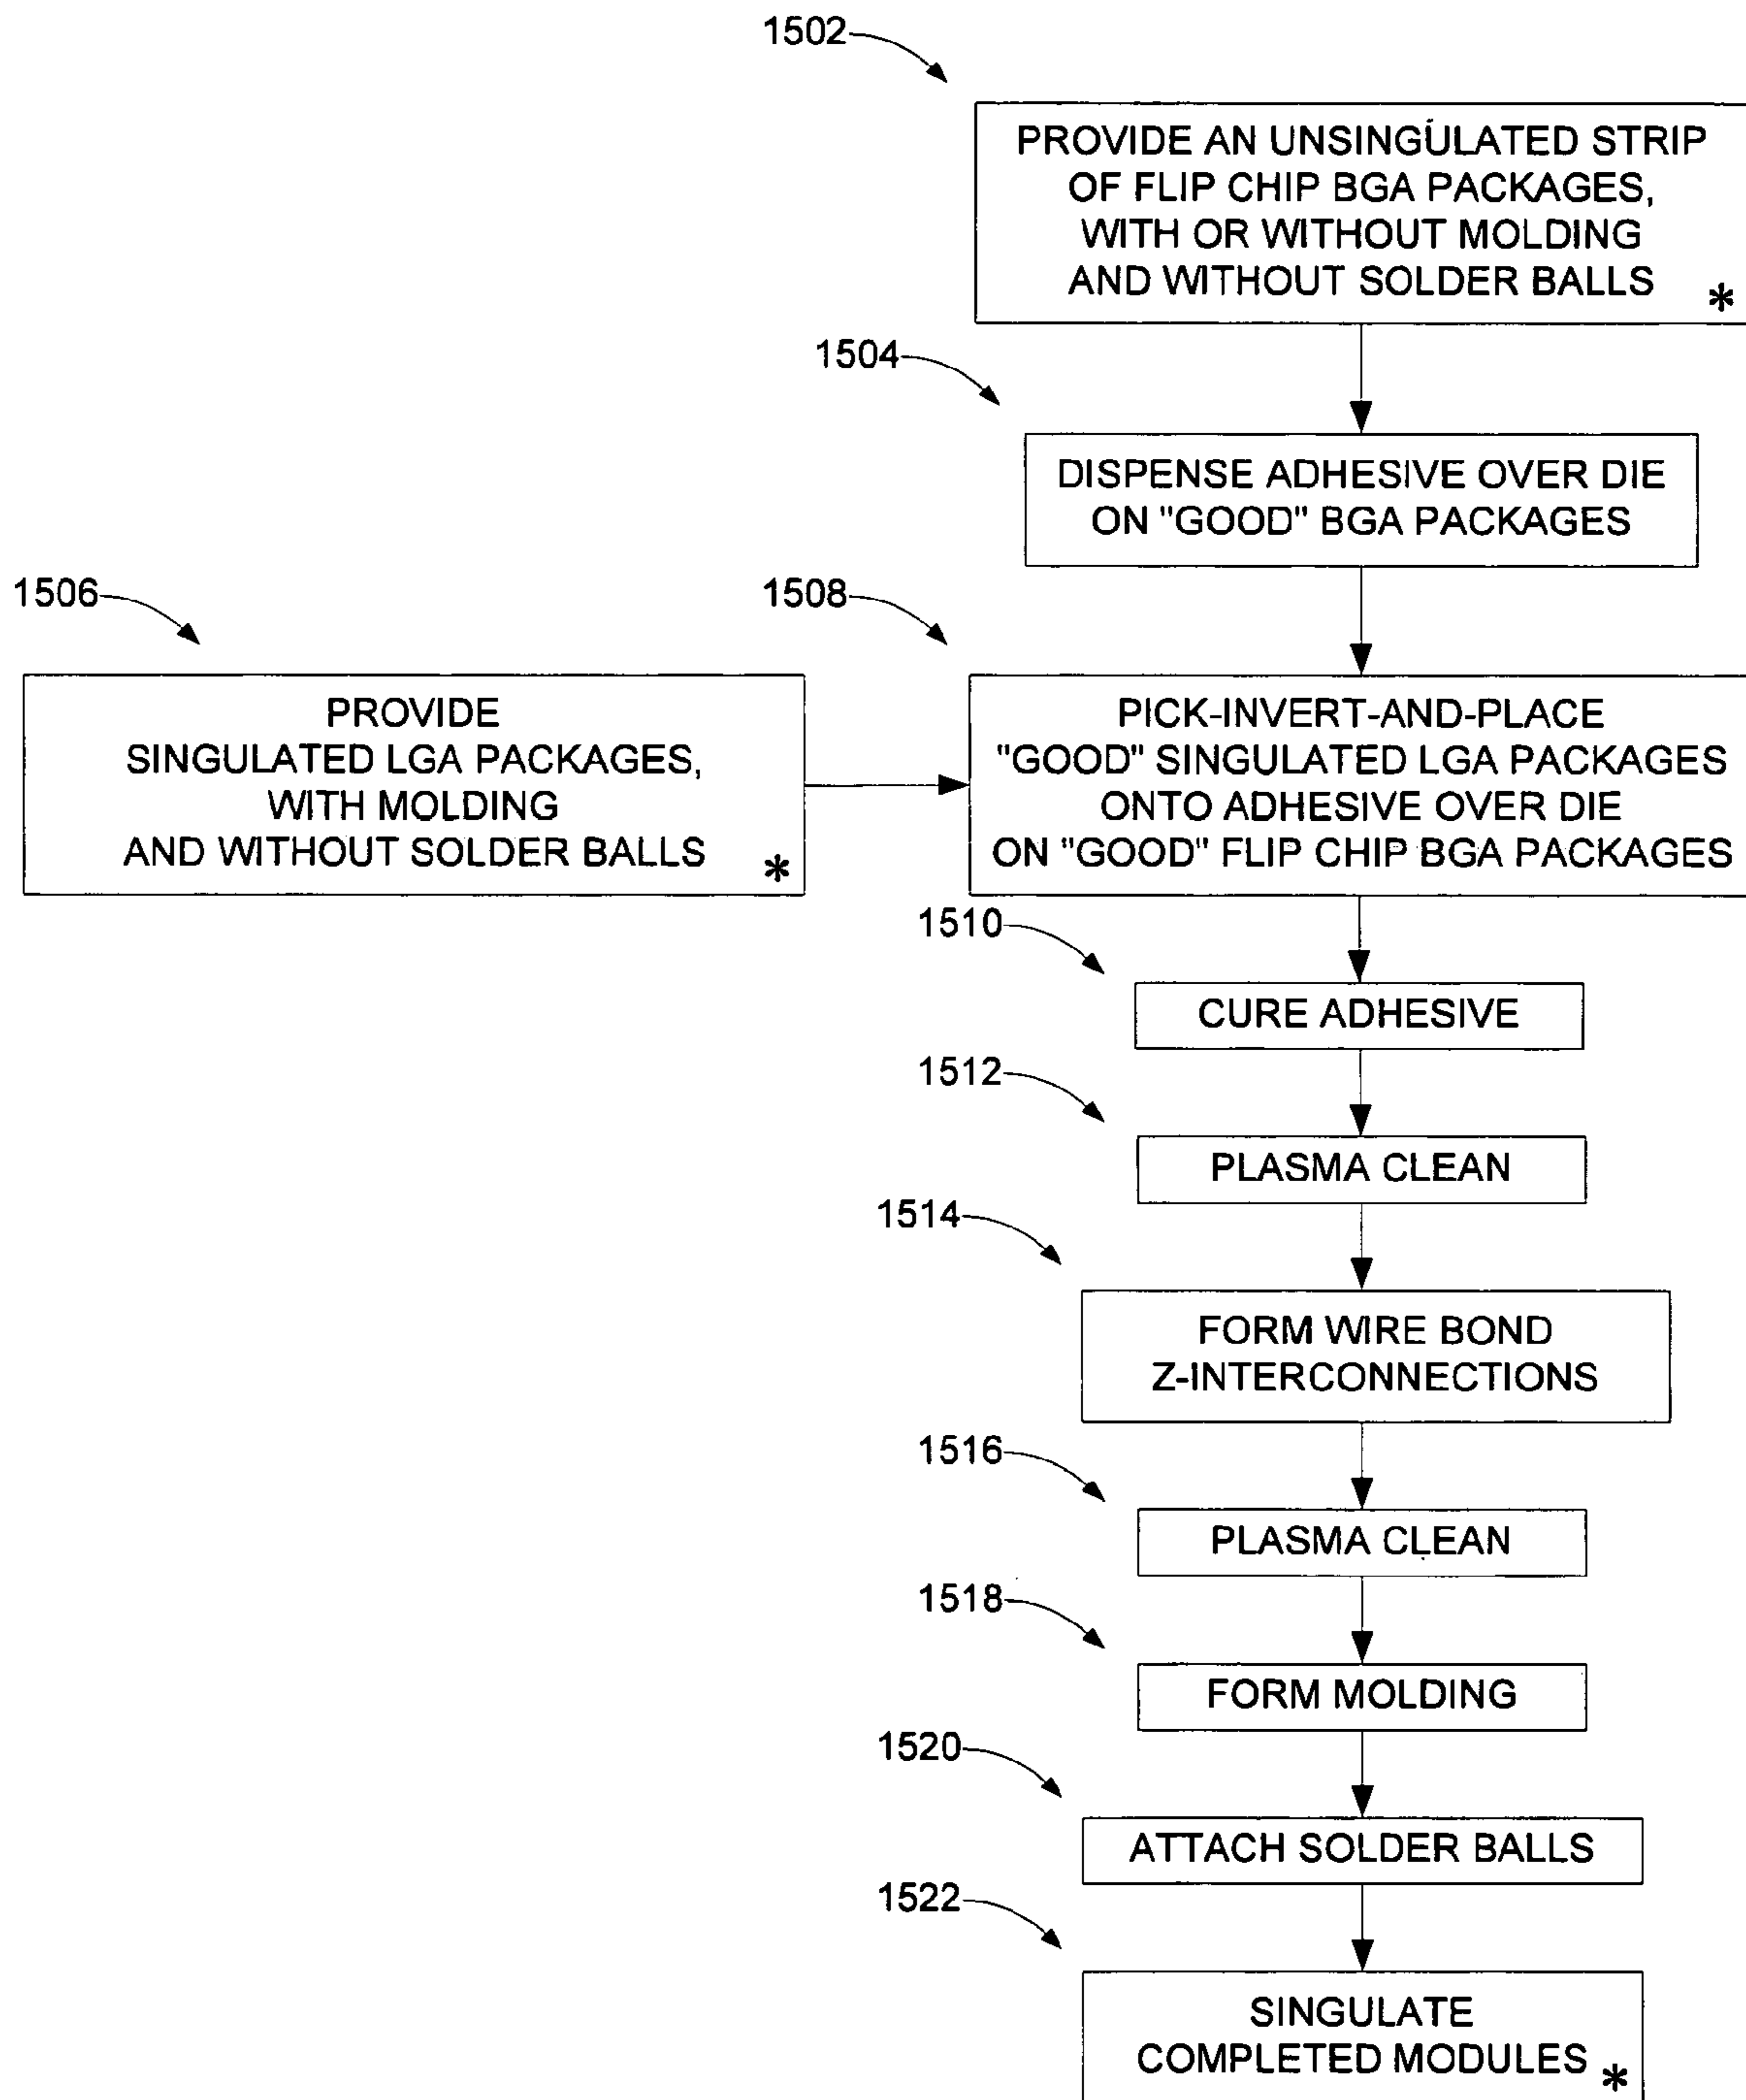 1502
PROVIDE AN UNSINGULATED STRIP
OF FLIP CHIP BGA PACKAGES,
WITH OR WITHOUT MOLDING
AND WITHOUT SOLDER BALLS *
1504
DISPENSE ADHESIVE OVER DIE
ON "GOOD" BGA PACKAGES
1506
PROVIDE
SINGULATED LGA PACKAGES,
WITH MOLDING
AND WITHOUT SOLDER BALLS *
1508
PICK-INVERT-AND-PLACE
"GOOD" SINGULATED LGA PACKAGES
ONTO ADHESIVE OVER DIE
ON "GOOD" FLIP CHIP BGA PACKAGES
1510
CURE ADHESIVE
1512
PLASMA CLEAN
1514
FORM WIRE BOND
Z-INTERCONNECTIONS
1516
PLASMA CLEAN
1518
FORM MOLDING
1520
ATTACH SOLDER BALLS
1522
SINGULATE
COMPLETED MODULES *